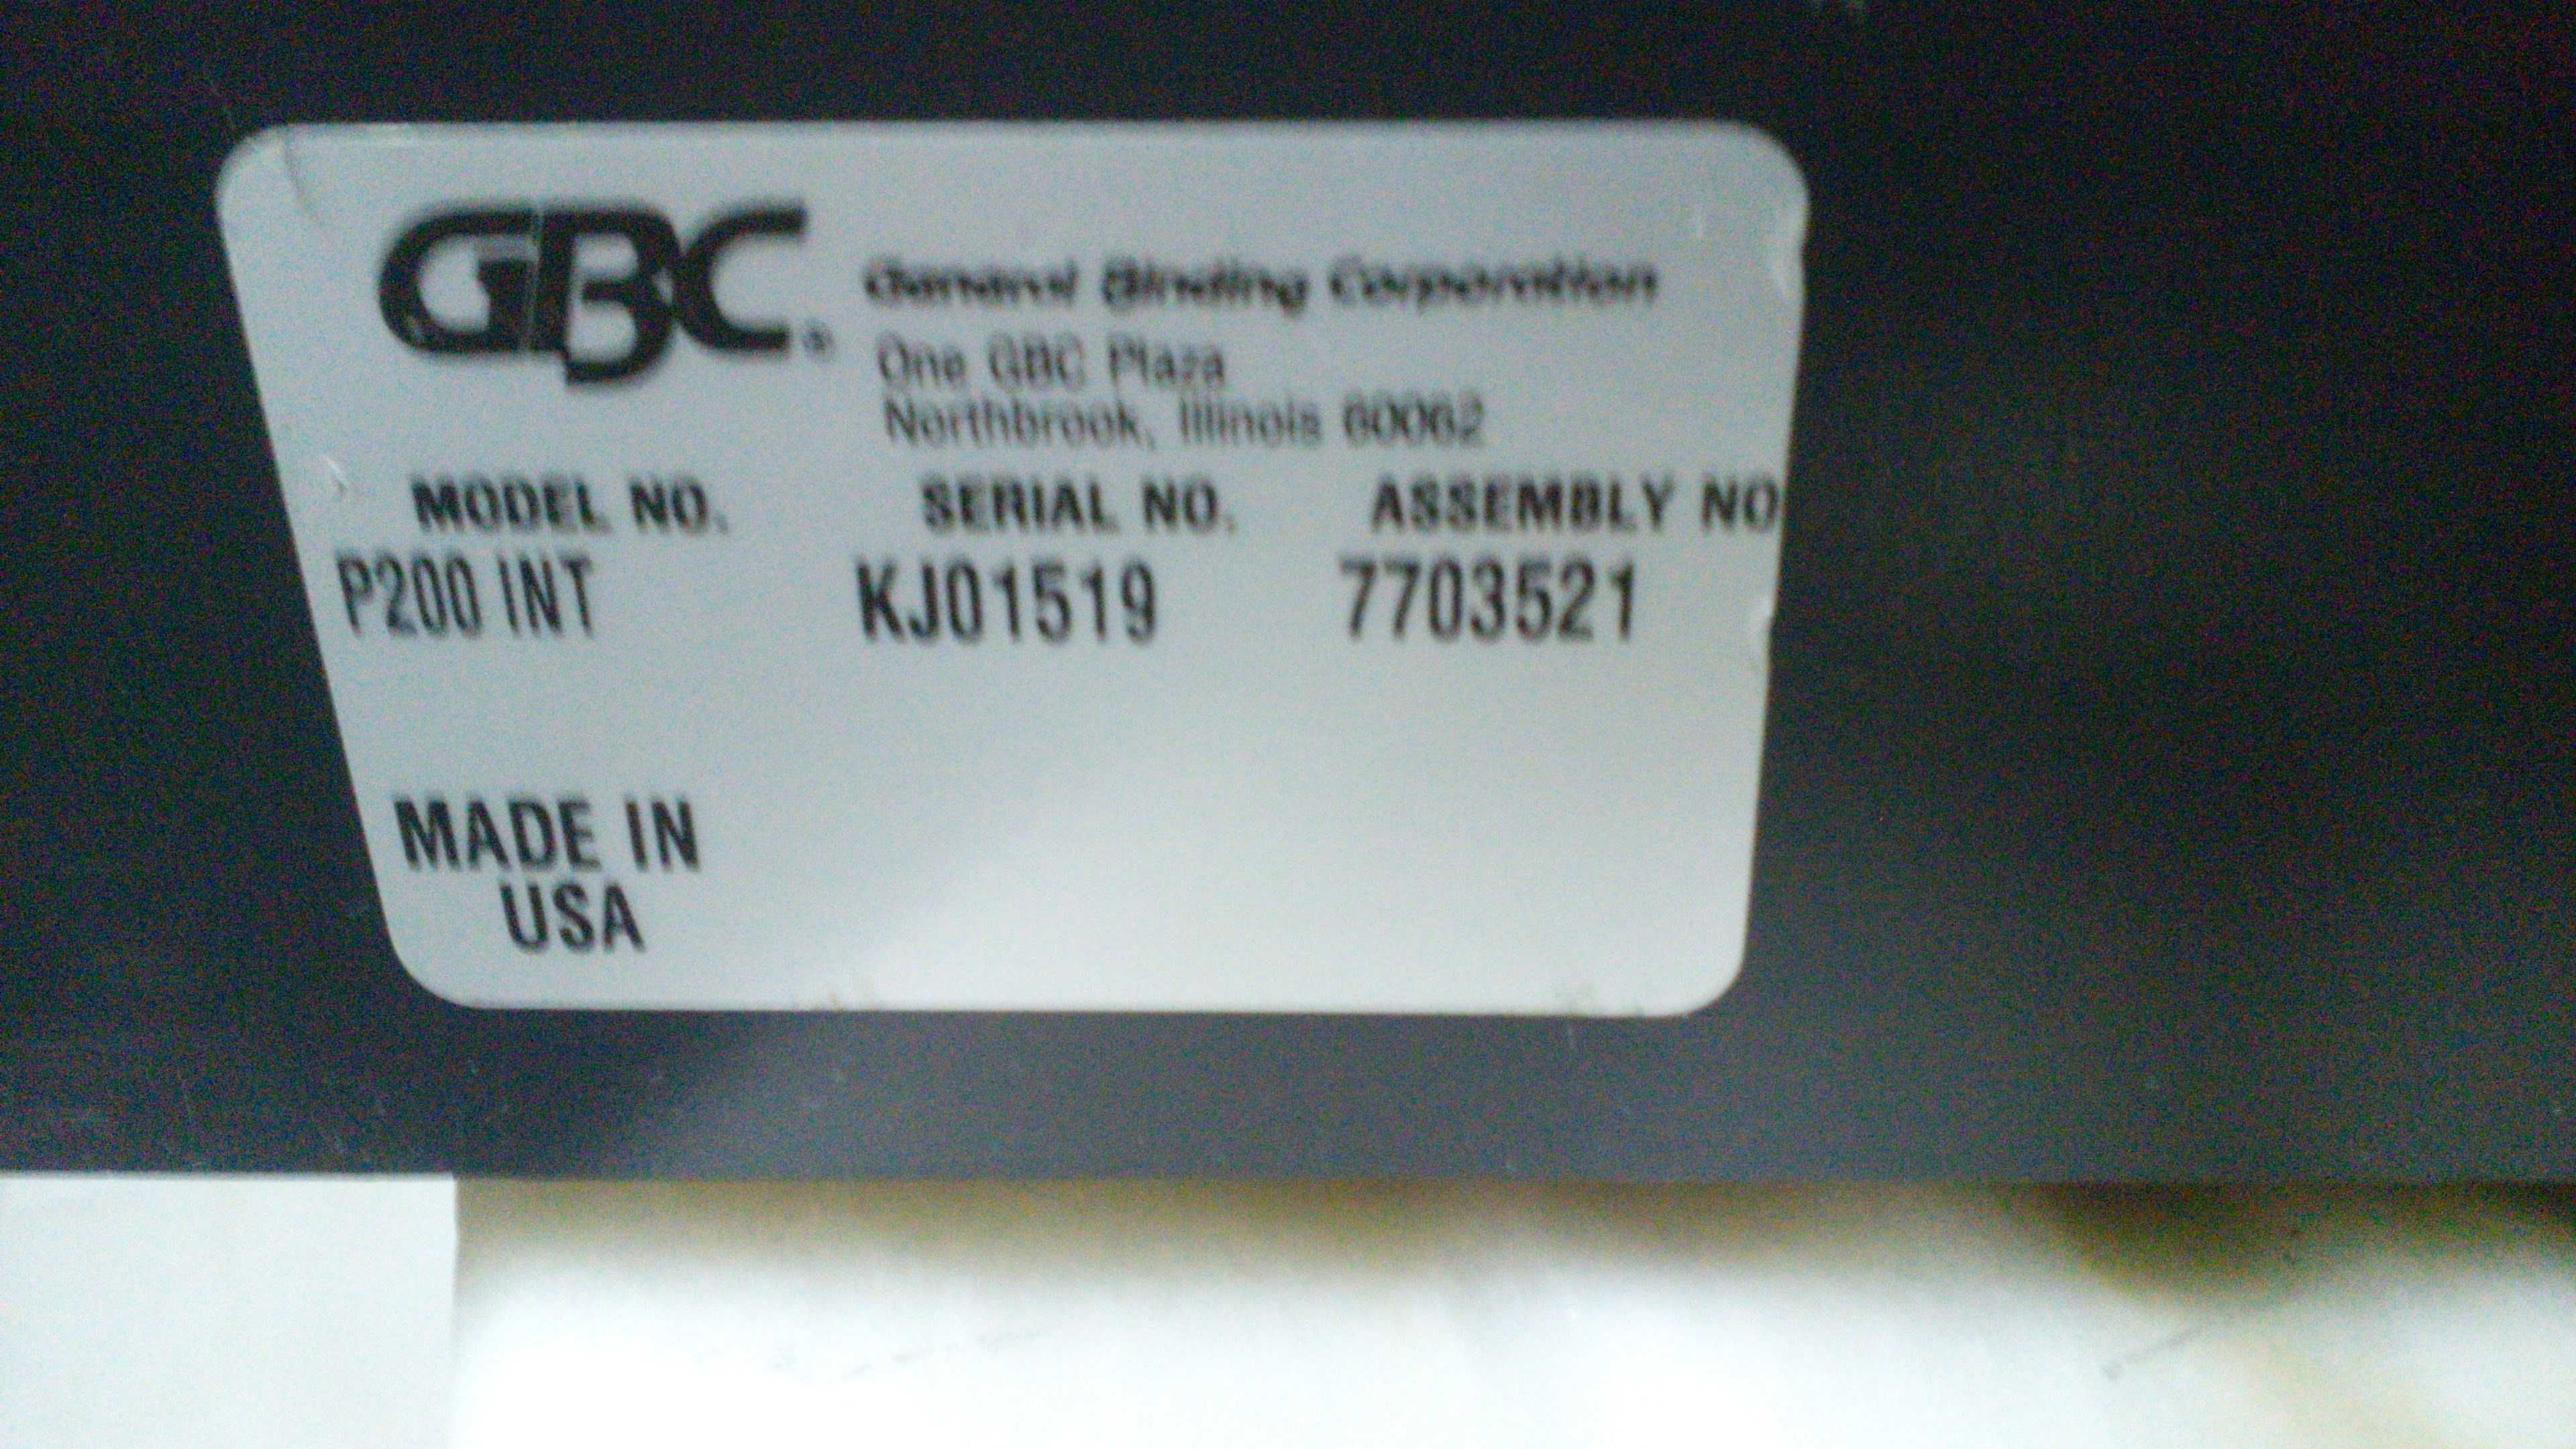 GBC®
General Binding Corporation
One GBC Plaza
Northbrook, Illinois 60062
MODEL NO. SERIAL NO. ASSEMBLY NO
P200 INT KJ01519 7703521
MADE IN
USA